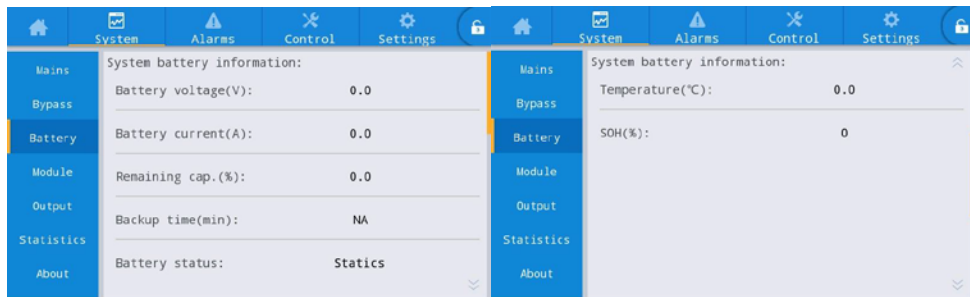 System Alarms Control Settings
Mains
Bypass
Battery
Module
Output
Statistics
About
System battery information:
Battery voltage(V): 0.0
Battery current(A): 0.0
Remaining cap.(%): 0.0
Backup time(min): NA
Battery status: Statics
System Alarms Control Settings
Mains
Bypass
Battery
Module
Output
Statistics
About
System battery information:
Temperature(℃): 0.0
SOH(%): 0